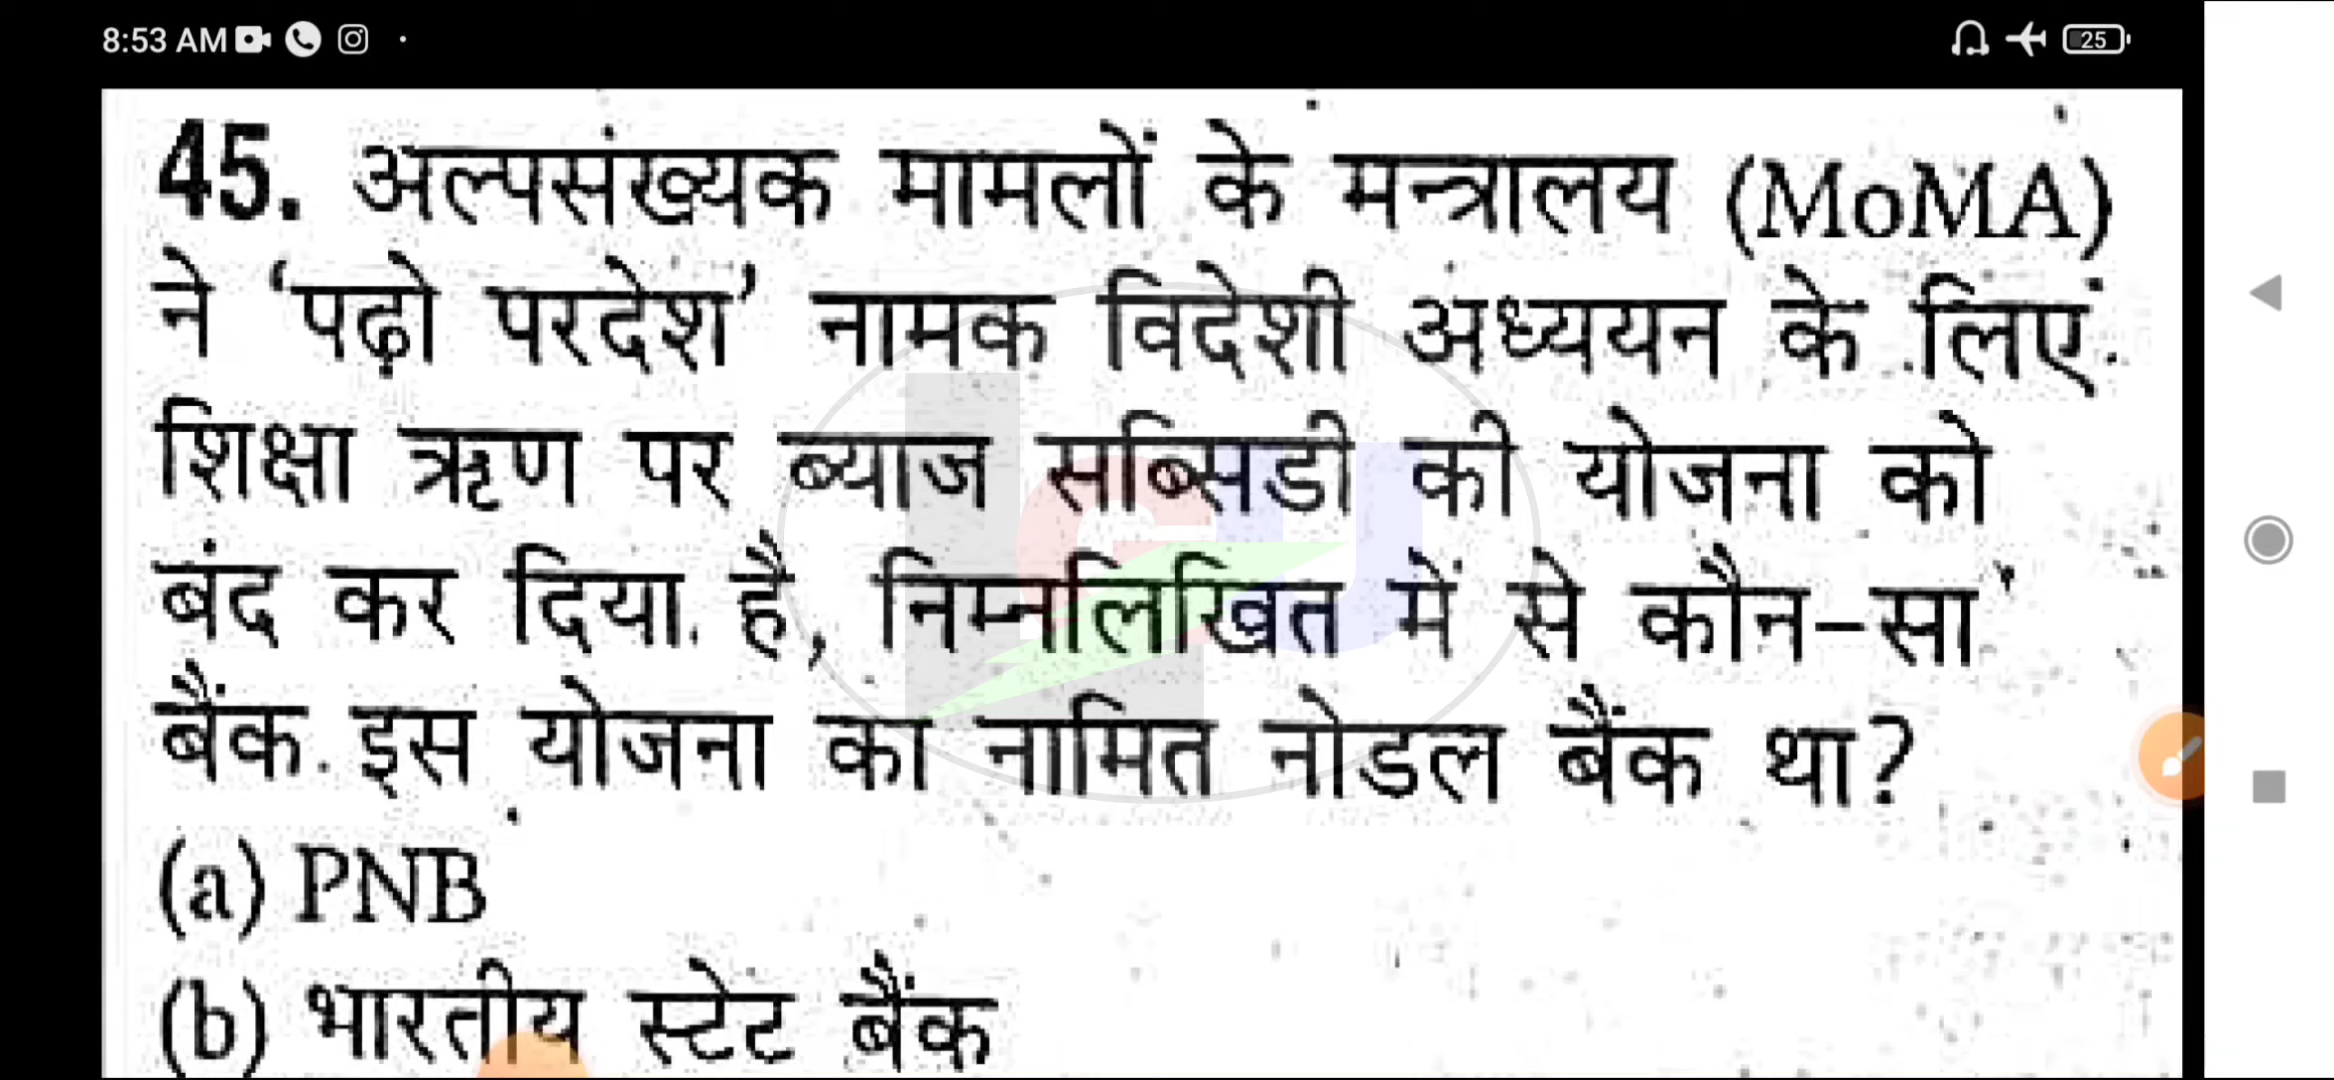 8:53 AM
25
45. अल्पसंख्यक मामलों के मन्त्रालय (MoMA)
ने 'पढ़ो परदेश' नामक विदेशी अध्ययन के लिए
शिक्षा ऋण पर ब्याज सब्सिडी की योजना को
बंद कर दिया है, निम्नलिखित में से कौन-सा
बैंक इस योजना का नामित नोडल बैंक था?
(a) PNB
(b) भारतीय स्टेट बैंक